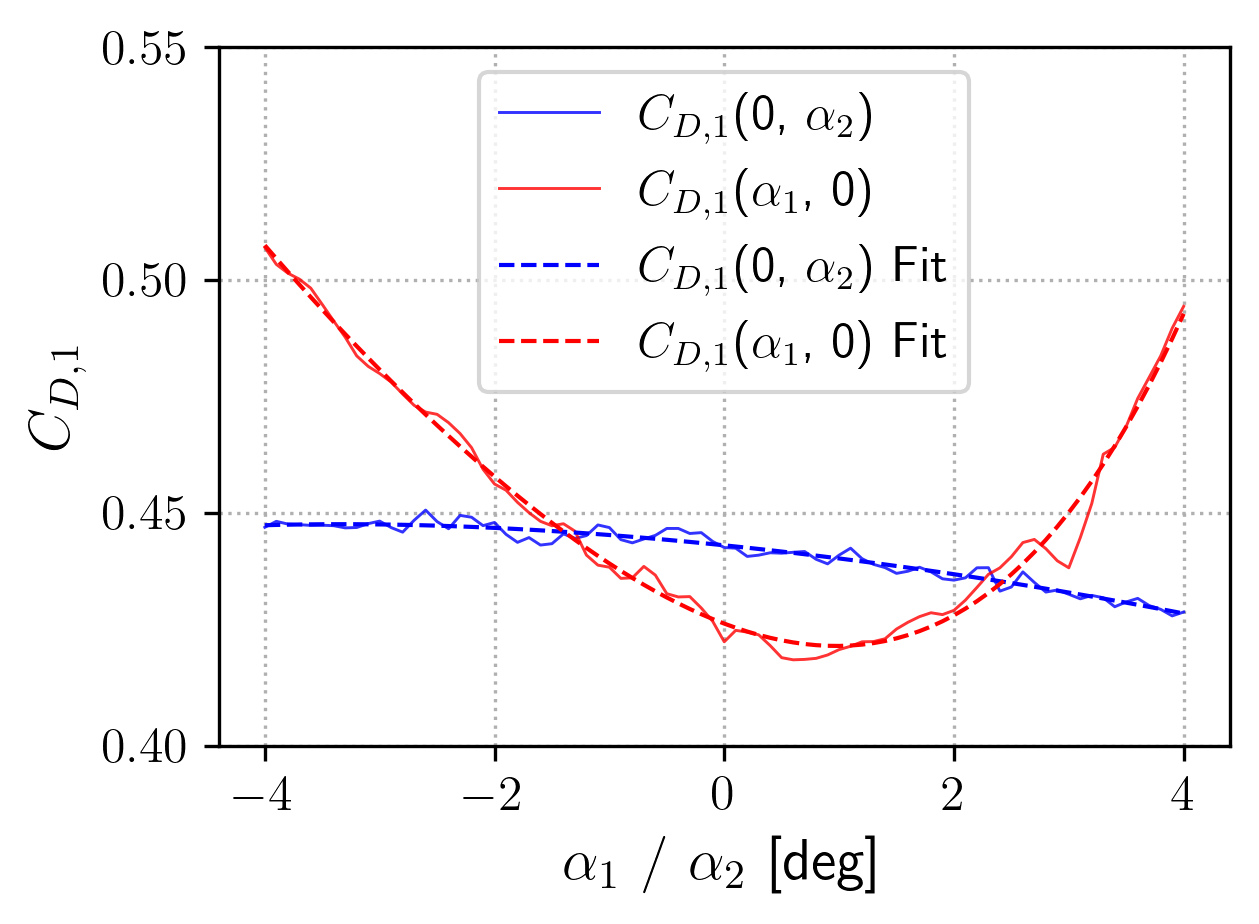 0.55
0.50
0.45
0.40
C_{D,1}
C_{D,1}(0, α_2)
C_{D,1}(α_1, 0)
C_{D,1}(0, α_2) Fit
C_{D,1}(α_1, 0) Fit
−4 −2 0 2 4
α_1 / α_2 [deg]